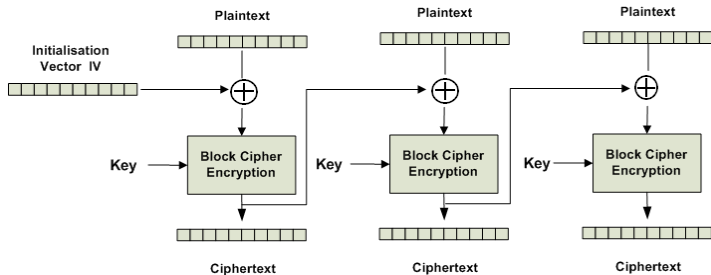 Plaintext
Plaintext
Plaintext
Initialisation
Vector IV
Key
Block Cipher
Encryption
Key
Block Cipher
Encryption
Key
Block Cipher
Encryption
Ciphertext
Ciphertext
Ciphertext